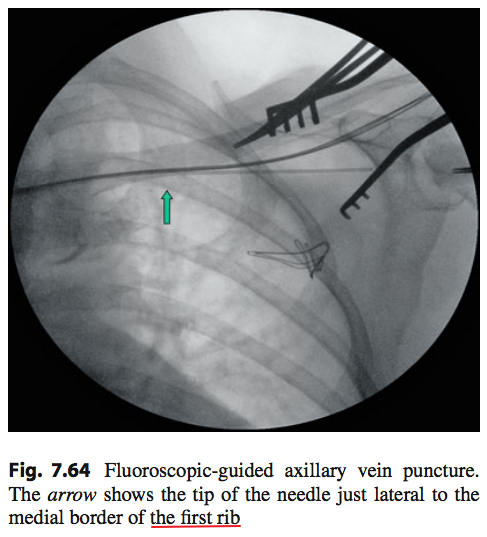 Fig. 7.64 Fluoroscopic-guided axillary vein puncture.
The arrow shows the tip of the needle just lateral to the
medial border of the first rib